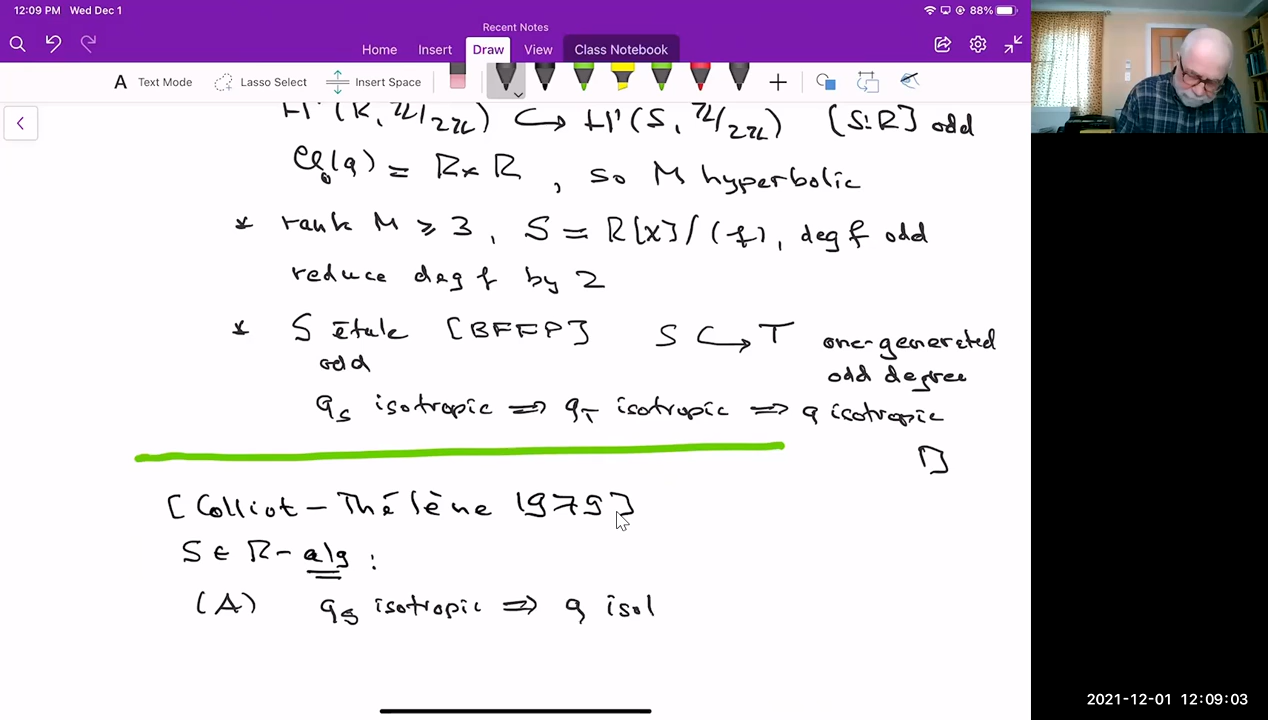 12:09 PM Wed Dec 1
88%
Recent Notes
Home Insert Draw View Class Notebook
Text Mode Lasso Select Insert Space
H¹(R, ℤ/2ℤ) ↪ H¹(S, ℤ/2ℤ) [S:R] odd
Cl₀(q) = R×R , so M hyperbolic
* rank M ≥ 3 , S = R[x]/(f) , deg f odd
reduce deg f by 2
* S étale [BFFP] S ↪ T one-generated
odd odd degree
q_S isotropic ⇒ q_T isotropic ⇒ q isotropic
[Colliot-Thélène 1979]
S ∈ R-alg :
(A) q_S isotropic ⇒ q isol
2021-12-01 12:09:03